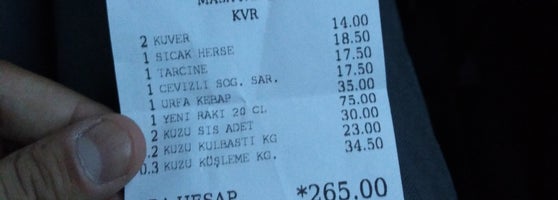 KVR
2 KUVER 14.00
1 SICAK HERSE 18.50
1 TARCINE 17.50
1 CEVIZLI SOG. SAR. 17.50
1 URFA KEBAP 35.00
1 YENI RAKI 20 CL 75.00
2 KUZU SIS ADET 30.00
.2 KUZU KULBASTI KG 23.00
0.3 KUZU KÜŞLEME KG. 34.50
HESAP *265.00